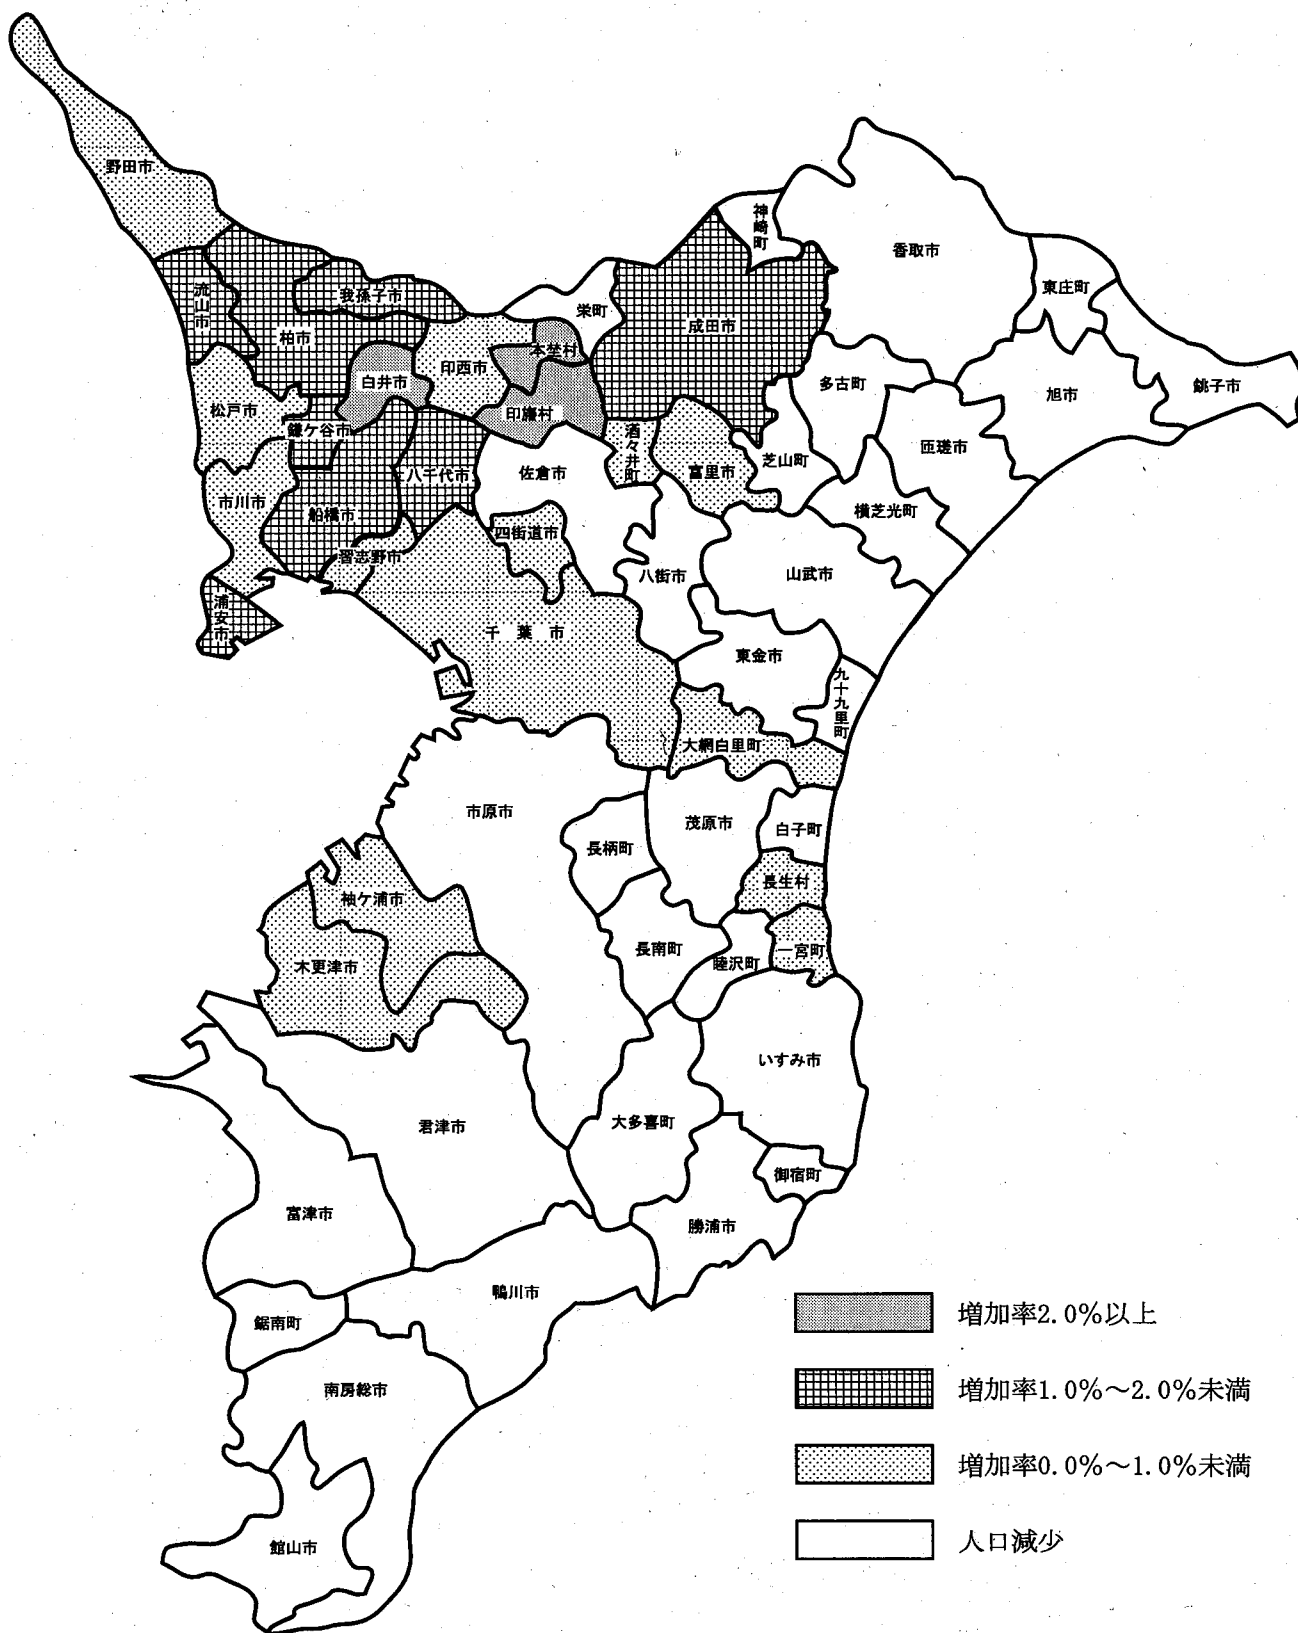 野田市
神崎町
香取市
流山市
我孫子市
栄町
東庄町
柏市
成田市
本埜村
印西市
白井市
多古町
銚子市
旭市
松戸市
印旛村
鎌ケ谷市
酒々井町
匝瑳市
芝山町
富里市
佐倉市
八千代市
市川市
横芝光町
船橋市
四街道市
習志野市
八街市
山武市
浦安市
千葉市
東金市
九十九里町
大網白里町
市原市
茂原市
白子町
長柄町
長生村
袖ケ浦市
長南町
一宮町
睦沢町
木更津市
いすみ市
大多喜町
君津市
御宿町
富津市
勝浦市
鴨川市
鋸南町
南房総市
館山市
増加率2.0%以上
増加率1.0%～2.0%未満
増加率0.0%～1.0%未満
人口減少